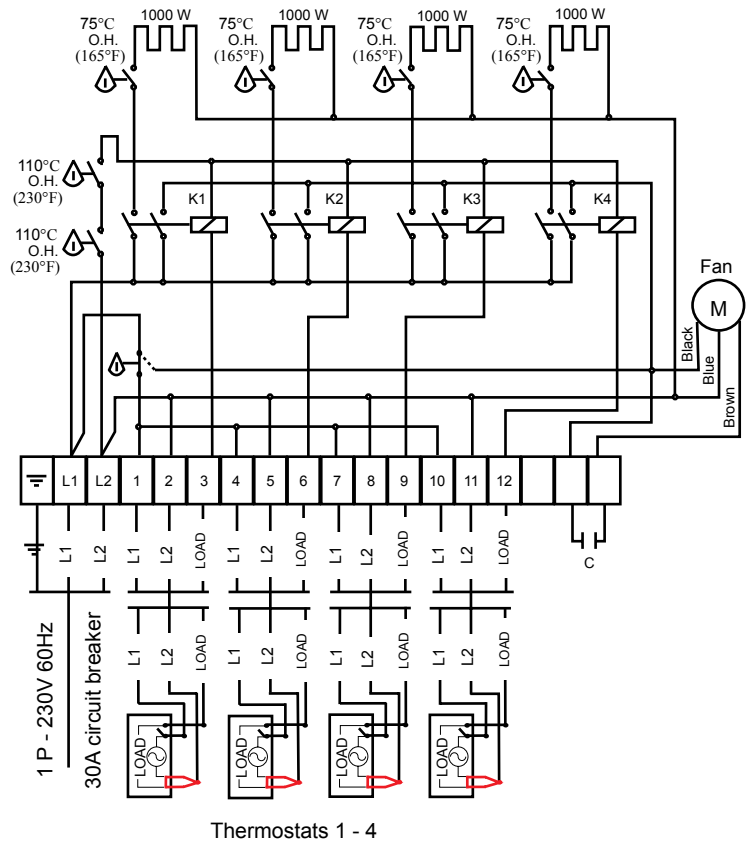 75°C
O.H.
(165°F)
1000 W
75°C
O.H.
(165°F)
1000 W
75°C
O.H.
(165°F)
1000 W
75°C
O.H.
(165°F)
1000 W
110°C
O.H.
(230°F)
K1
K2
K3
K4
110°C
O.H.
(230°F)
Fan
M
Black
Blue
Brown
L1 L2 1 2 3 4 5 6 7 8 9 10 11 12
L1 L2 L1 L2 LOAD L1 L2 LOAD L1 L2 LOAD L1 L2 LOAD
C
1 P - 230V 60Hz
30A circuit breaker
L1 L2 LOAD L1 L2 LOAD L1 L2 LOAD L1 L2 LOAD
LOAD LOAD LOAD LOAD
Thermostats 1 - 4